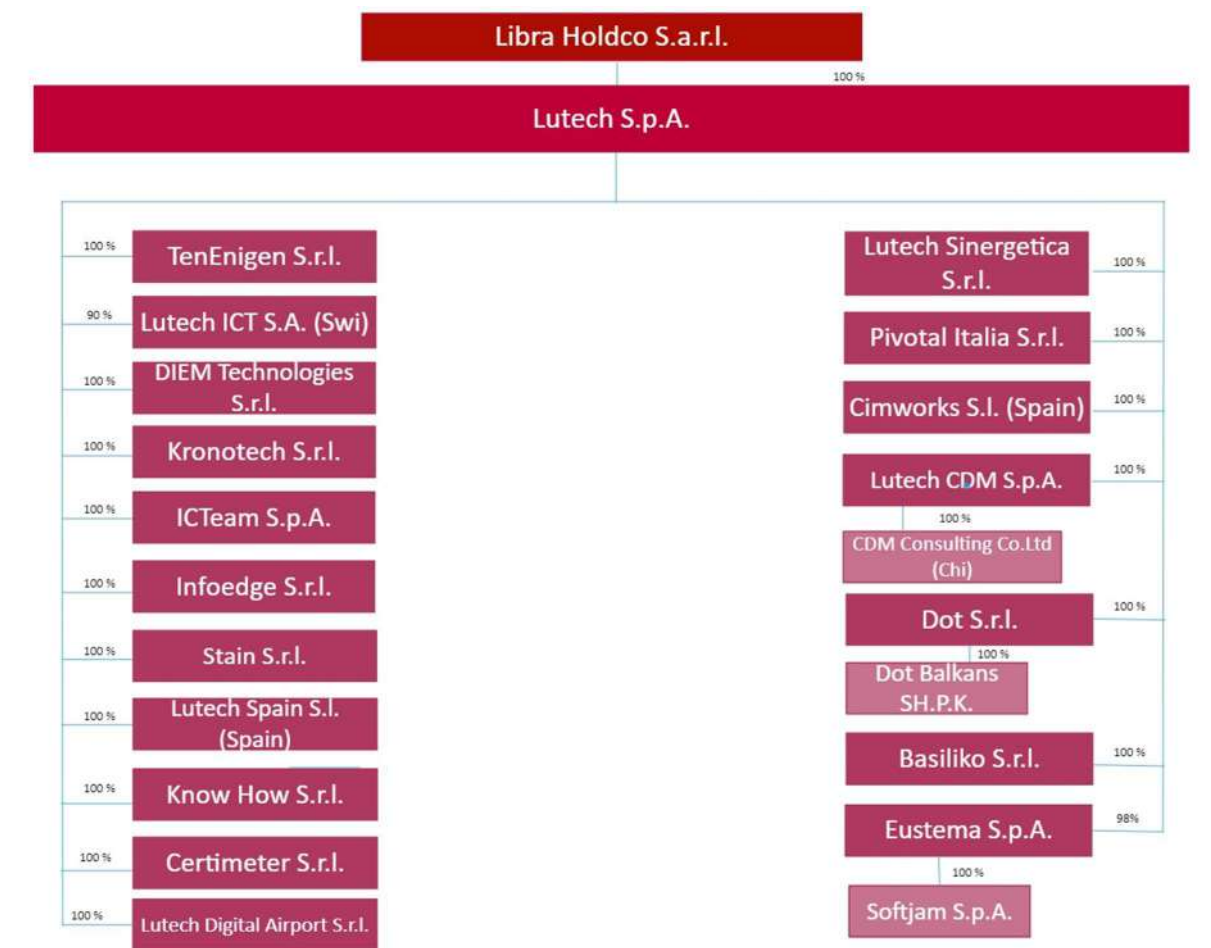 Libra Holdco S.a.r.l.
100 %
Lutech S.p.A.
100 %
TenEnigen S.r.l.
90 %
Lutech ICT S.A. (Swi)
100 %
DIEM Technologies
S.r.l.
100 %
Kronotech S.r.l.
100 %
ICTeam S.p.A.
100 %
Infoedge S.r.l.
100 %
Stain S.r.l.
100 %
Lutech Spain S.l.
(Spain)
100 %
Know How S.r.l.
100 %
Certimeter S.r.l.
100 %
Lutech Digital Airport S.r.l.
Lutech Sinergetica
S.r.l.
100 %
Pivotal Italia S.r.l.
100 %
Cimworks S.l. (Spain)
100 %
Lutech CDM S.p.A.
100 %
100 %
CDM Consulting Co.Ltd
(Chi)
Dot S.r.l.
100 %
100 %
Dot Balkans
SH.P.K.
Basiliko S.r.l.
100 %
Eustema S.p.A.
98%
100 %
Softjam S.p.A.